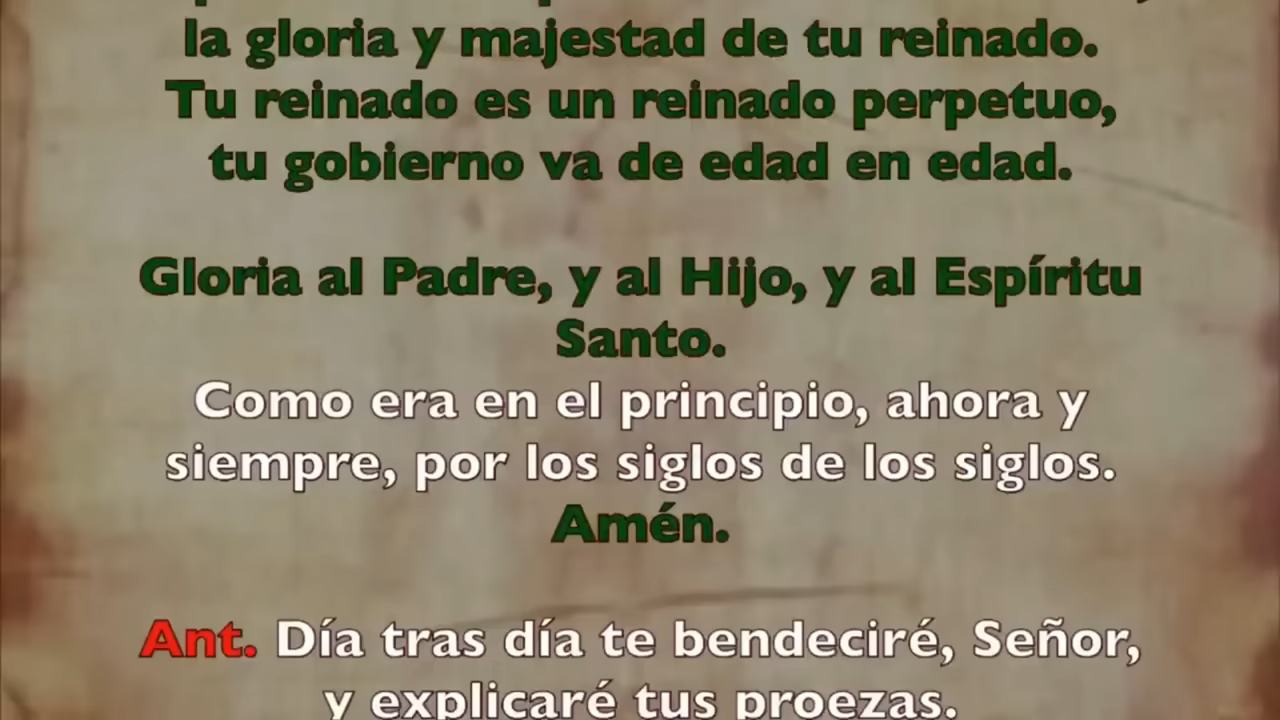 la gloria y majestad de tu reinado.
Tu reinado es un reinado perpetuo,
tu gobierno va de edad en edad.
Gloria al Padre, y al Hijo, y al Espíritu
Santo.
Como era en el principio, ahora y
siempre, por los siglos de los siglos.
Amén.
Ant. Día tras día te bendeciré, Señor,
y explicaré tus proezas.